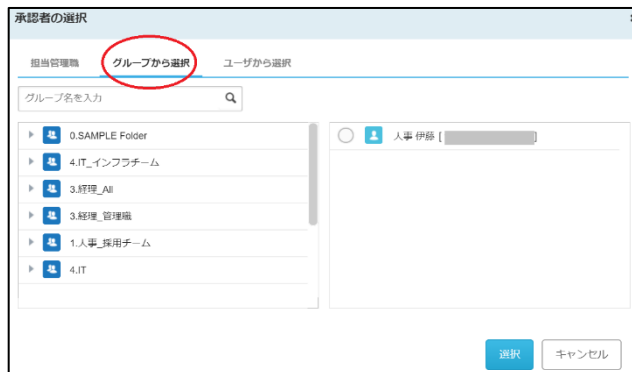 承認者の選択
担当管理職 グループから選択 ユーザから選択
グループ名を入力
0.SAMPLE Folder
4.IT_インフラチーム
3.経理_All
3.経理_管理職
1.人事_採用チーム
4.IT
人事 伊藤 [ ]
選択 キャンセル